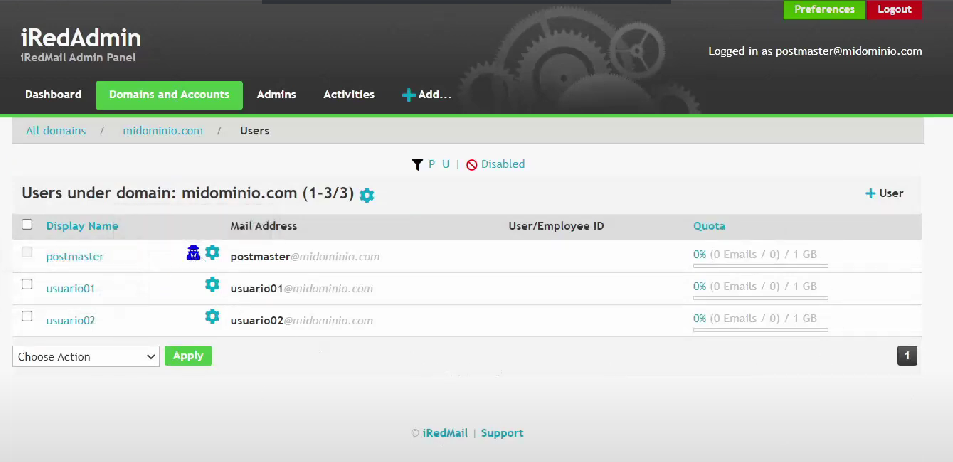 Preferences Logout
iRedAdmin
iRedMail Admin Panel
Logged in as postmaster@midominio.com
Dashboard Domains and Accounts Admins Activities Add...
All domains / midominio.com / Users
P U | Disabled
Users under domain: midominio.com (1-3/3)
+ User
Display Name Mail Address User/Employee ID Quota
postmaster postmaster@midominio.com 0% (0 Emails / 0) / 1 GB
usuario01 usuario01@midominio.com 0% (0 Emails / 0) / 1 GB
usuario02 usuario02@midominio.com 0% (0 Emails / 0) / 1 GB
Choose Action Apply 1
© iRedMail | Support